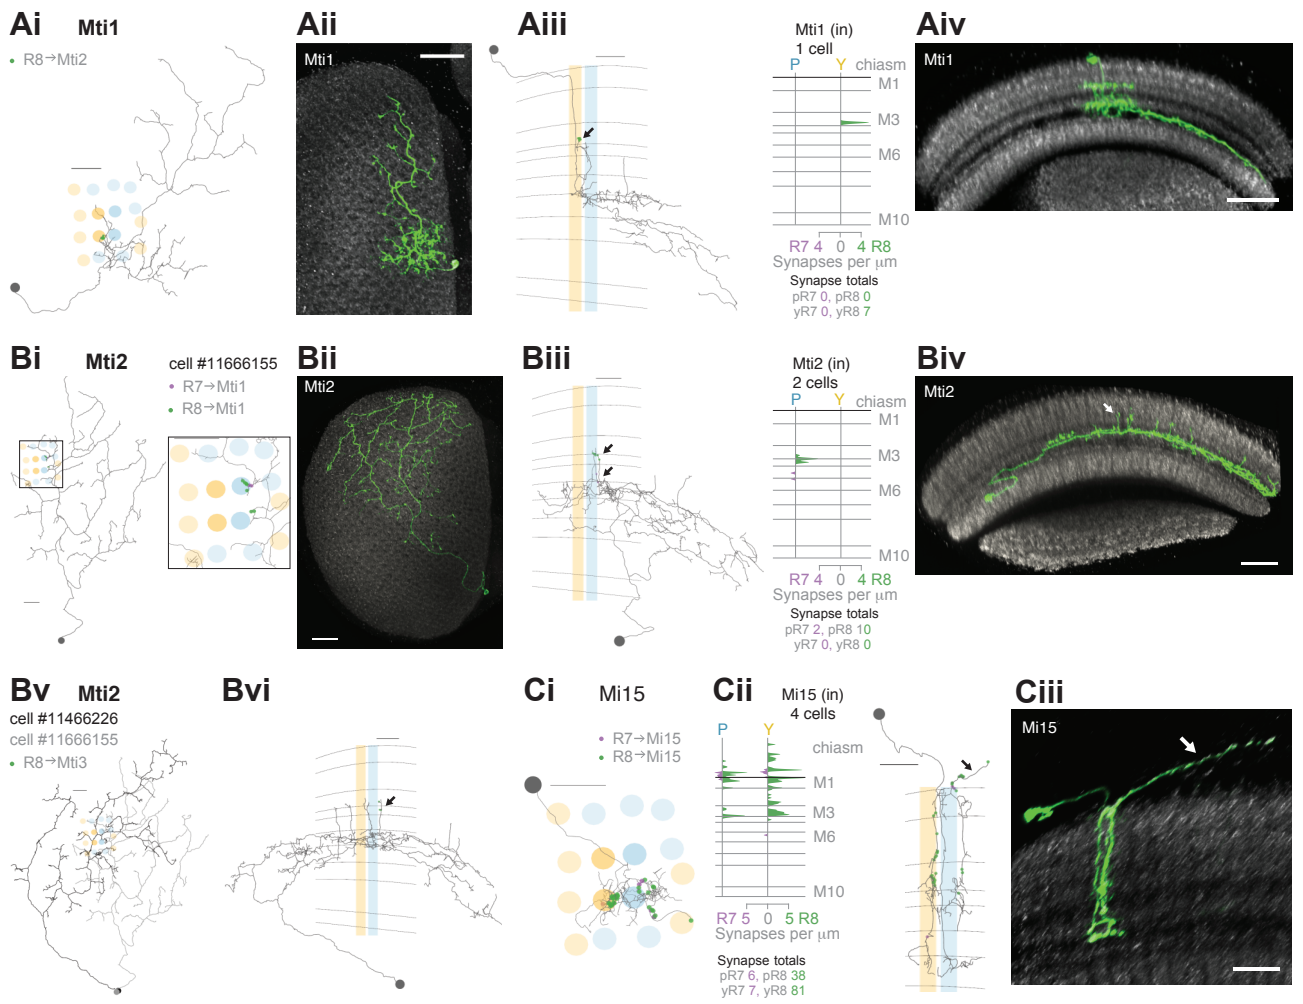 Ai Mti1
R8→Mti2
Aii
Mti1
Aiii
Mti1 (in)
1 cell
P Y chiasm
M1
M3
M6
M10
R7 4 0 4 R8
Synapses per µm
Synapse totals
pR7 0, pR8 0
yR7 0, yR8 7
Aiv
Mti1
Bi Mti2
cell #11666155
R7→Mti1
R8→Mti1
Bii
Mti2
Biii
Mti2 (in)
2 cells
P Y chiasm
M1
M3
M6
M10
R7 4 0 4 R8
Synapses per µm
Synapse totals
pR7 2, pR8 10
yR7 0, yR8 0
Biv
Mti2
Bv Mti2
cell #11466226
cell #11666155
R8→Mti3
Bvi
Ci Mi15
R7→Mi15
R8→Mi15
Cii
Mi15 (in)
4 cells
P Y
chiasm
M1
M3
M6
M10
R7 5 0 5 R8
Synapses per µm
Synapse totals
pR7 6, pR8 38
yR7 7, yR8 81
Ciii
Mi15